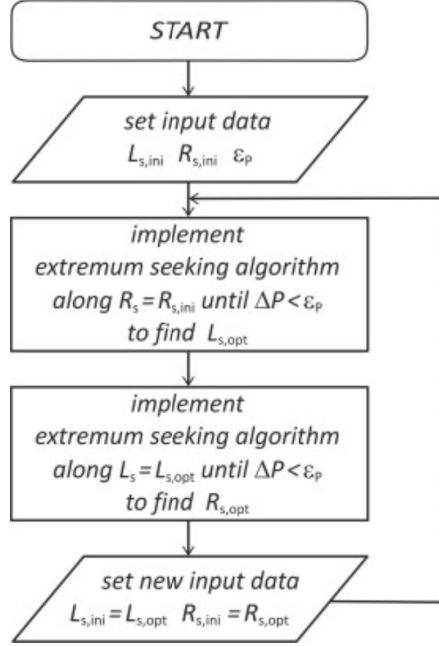 START
set input data
Ls,ini Rs,ini εP
implement
extremum seeking algorithm
along Rs=Rs,ini until ΔP<εP
to find Ls,opt
implement
extremum seeking algorithm
along Ls=Ls,opt until ΔP<εP
to find Rs,opt
set new input data
Ls,ini=Ls,opt Rs,ini=Rs,opt